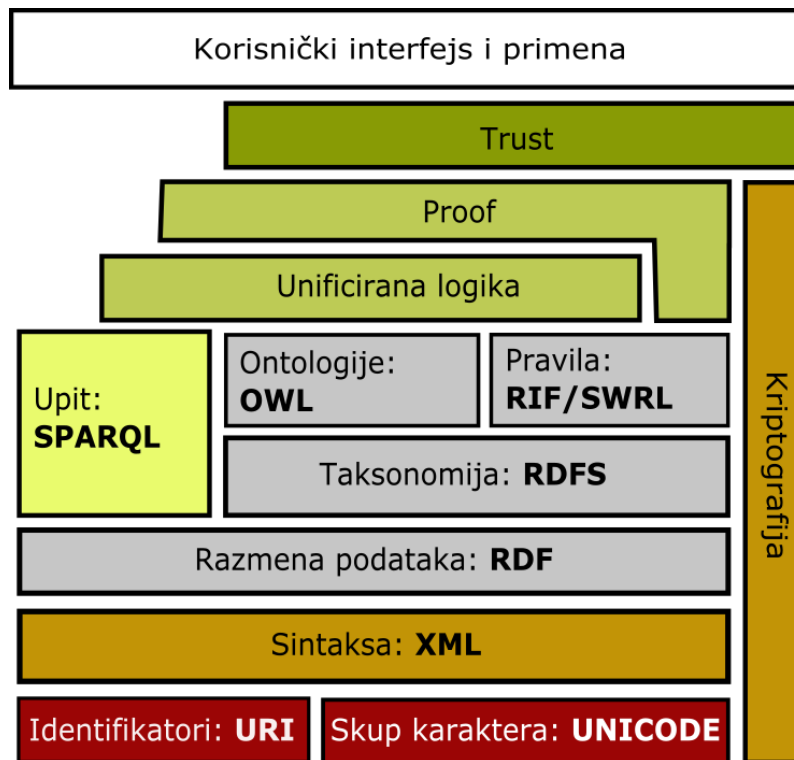 Korisnički interfejs i primena
Trust
Proof
Unificirana logika
Upit:
SPARQL
Ontologije:
OWL
Pravila:
RIF/SWRL
Kriptografija
Taksonomija: RDFS
Razmena podataka: RDF
Sintaksa: XML
Identifikatori: URI
Skup karaktera: UNICODE